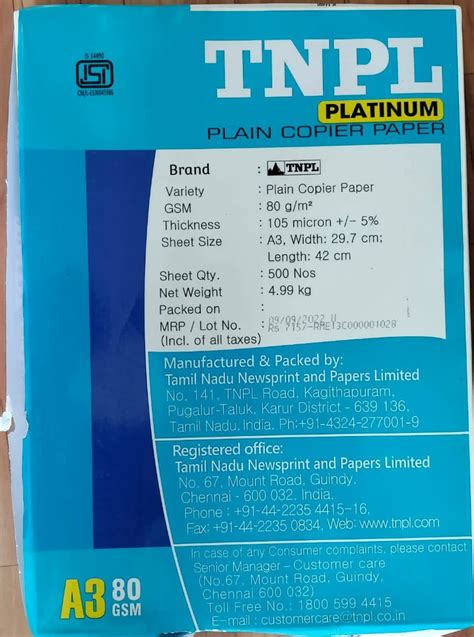 IS 14490
ISI
TNPL
PLATINUM
PLAIN COPIER PAPER
Brand : TNPL
Variety : Plain Copier Paper
GSM : 80 g/m²
Thickness : 105 micron +/- 5%
Sheet Size : A3, Width: 29.7 cm;
Length: 42 cm
Sheet Qty. : 500 Nos
Net Weight : 4.99 kg
Packed on : 09/09/2022 U
MRP / Lot No. :
(Incl. of all taxes)
Manufactured & Packed by:
Tamil Nadu Newsprint and Papers Limited
No. 141, TNPL Road, Kagithapuram,
Pugalur-Taluk, Karur District - 639 136.
Tamil Nadu. India. Ph:+91-4324-277001-9
Registered office:
Tamil Nadu Newsprint and Papers Limited
No. 67, Mount Road, Guindy,
Chennai - 600 032, India.
Phone : +91-44-2235 4415-16.
Fax: +91-44-2235 0834, Web: www.tnpl.com
In case of any Consumer complaints, please contact
Senior Manager - Customer care
(No.67, Mount Road, Guindy,
Chennai 600 032)
Toll Free No.: 1800 599 4415
e-mail : customercare@tnpl.co.in
A3 80
GSM